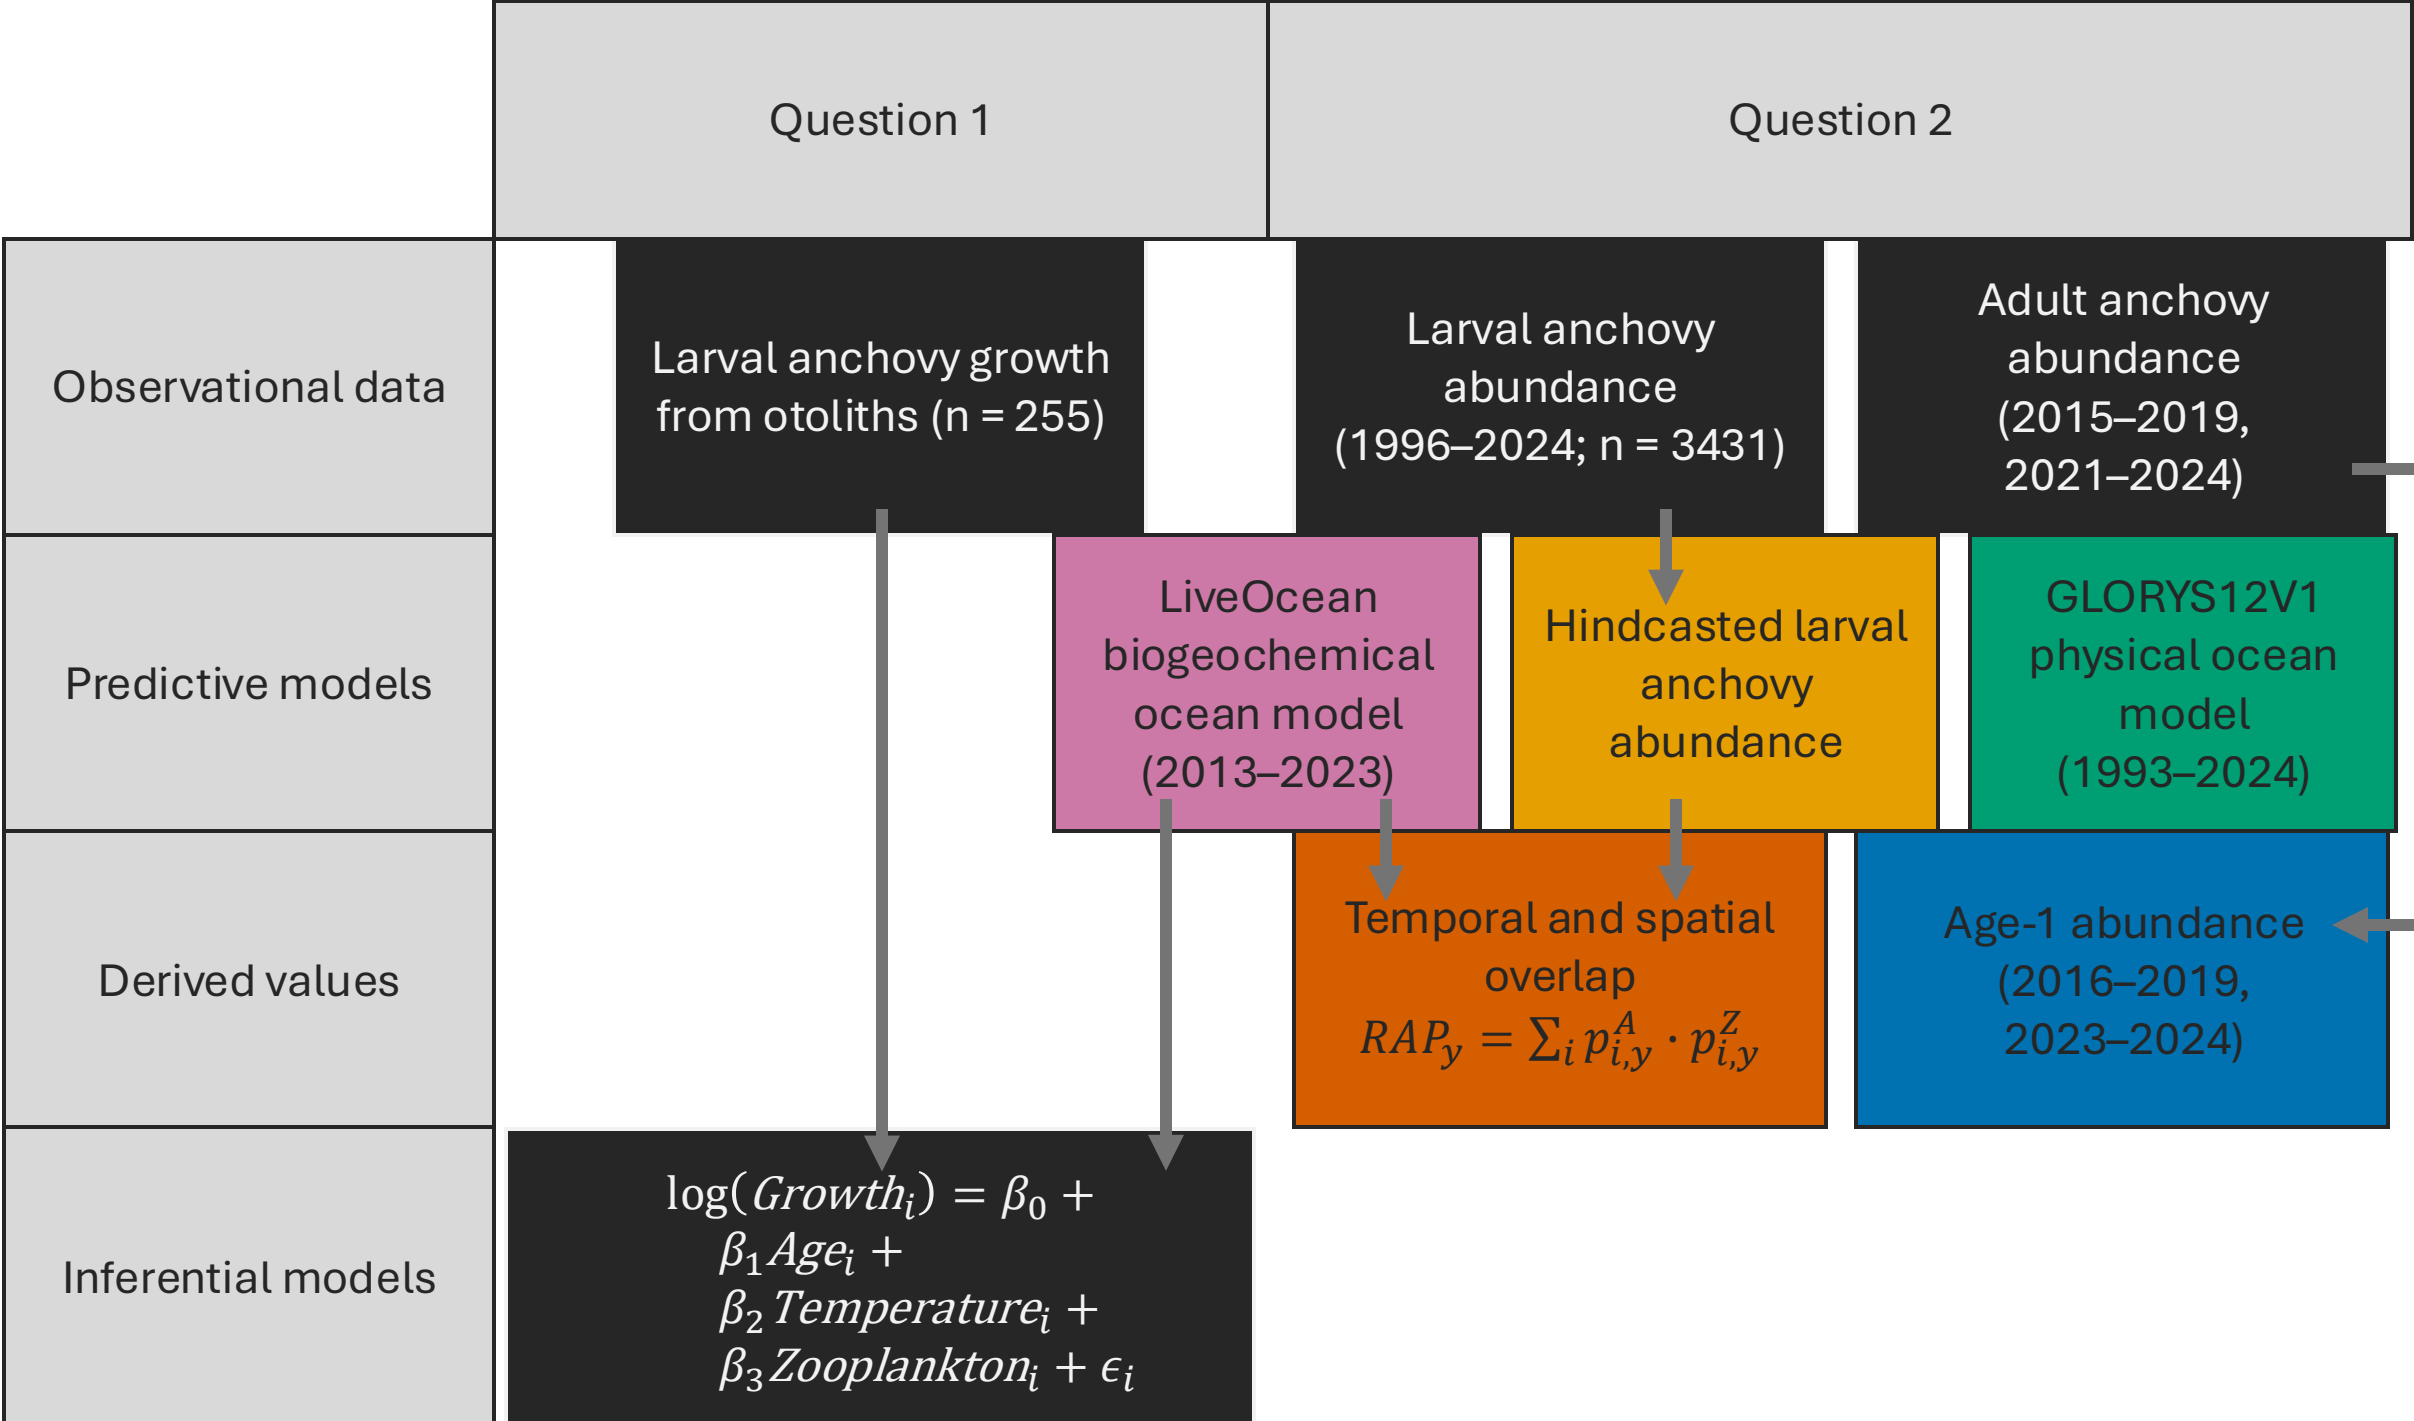 Question 1
Question 2
Observational data
Larval anchovy growth
from otoliths (n = 255)
Larval anchovy
abundance
(1996–2024; n = 3431)
Adult anchovy
abundance
(2015–2019,
2021–2024)
Predictive models
LiveOcean
biogeochemical
ocean model
(2013–2023)
Hindcasted larval
anchovy
abundance
GLORYS12V1
physical ocean
model
(1993–2024)
Derived values
Temporal and spatial
overlap
RAP_y = ∑_i p^A_{i,y} · p^Z_{i,y}
Age-1 abundance
(2016–2019,
2023–2024)
Inferential models
log(Growth_i) = β_0 +
β_1 Age_i +
β_2 Temperature_i +
β_3 Zooplankton_i + ϵ_i